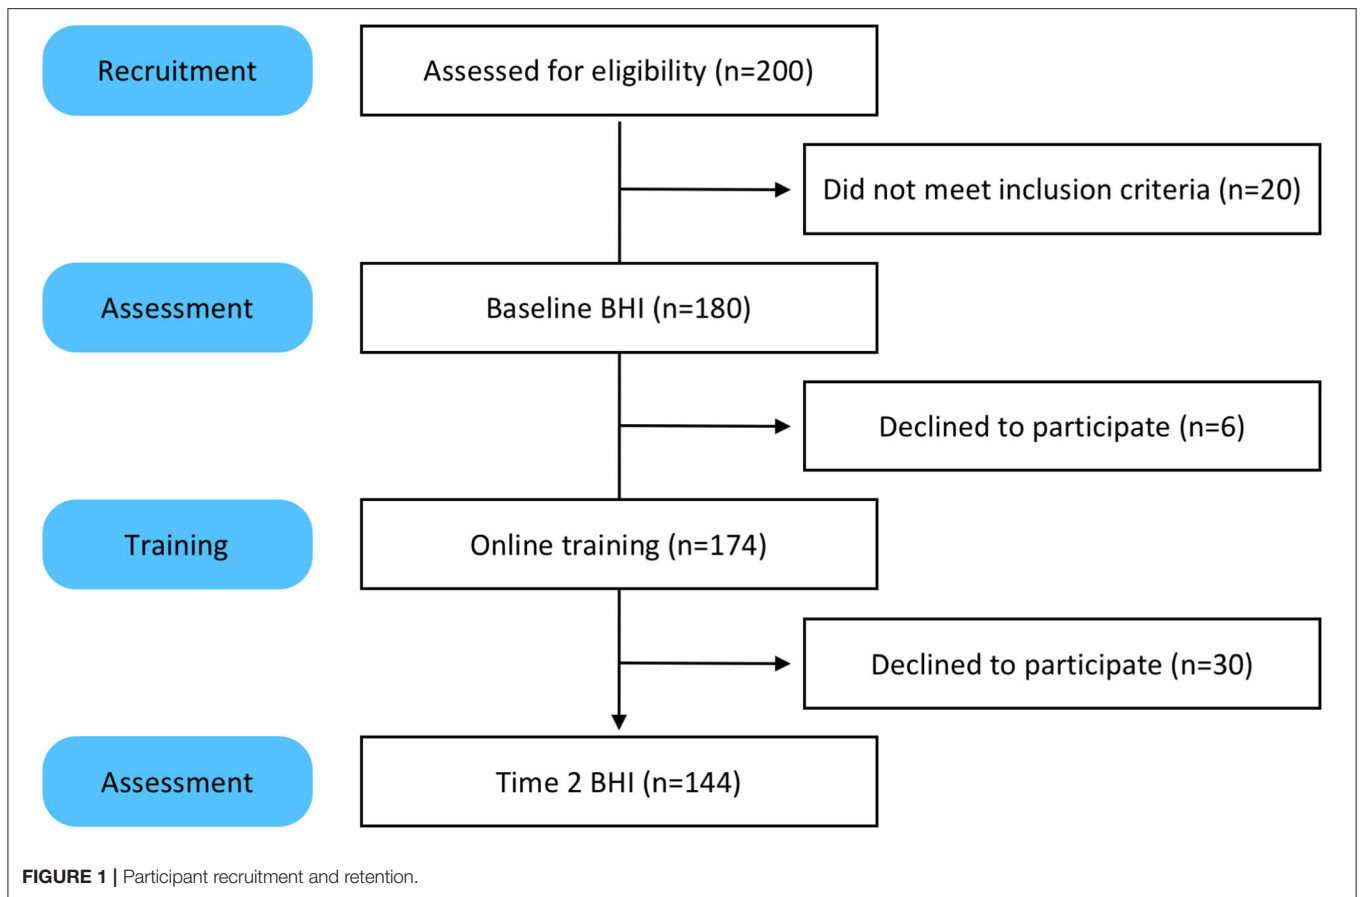 Recruitment
Assessed for eligibility (n=200)
Did not meet inclusion criteria (n=20)
Assessment
Baseline BHI (n=180)
Declined to participate (n=6)
Training
Online training (n=174)
Declined to participate (n=30)
Assessment
Time 2 BHI (n=144)
FIGURE 1 | Participant recruitment and retention.